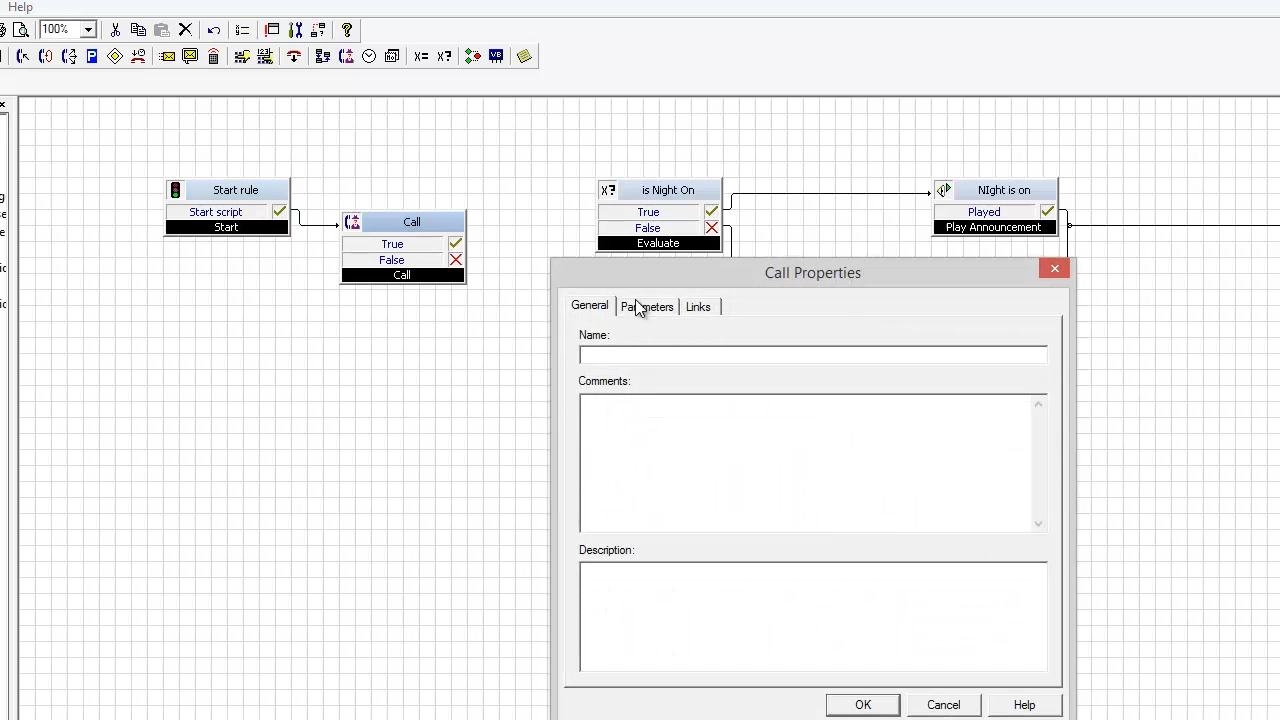 Help
100%
Start rule
Start script
Start
Call
True
False
Call
is Night On
True
False
Evaluate
NIght is on
Played
Play Announcement
Call Properties
General
Parameters
Links
Name:
Comments:
Description:
OK
Cancel
Help